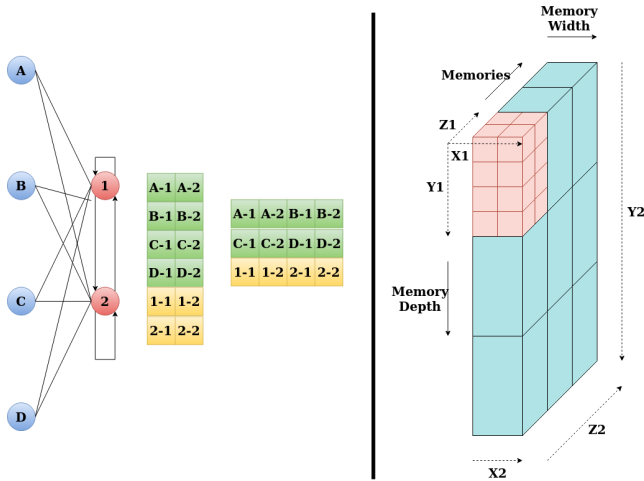 A
B
C
D
1
2
A-1 A-2
B-1 B-2
C-1 C-2
D-1 D-2
1-1 1-2
2-1 2-2
A-1 A-2 B-1 B-2
C-1 C-2 D-1 D-2
1-1 1-2 2-1 2-2
Memory
Width
Memories
Z1
X1
Y1
Y2
Memory
Depth
Z2
X2